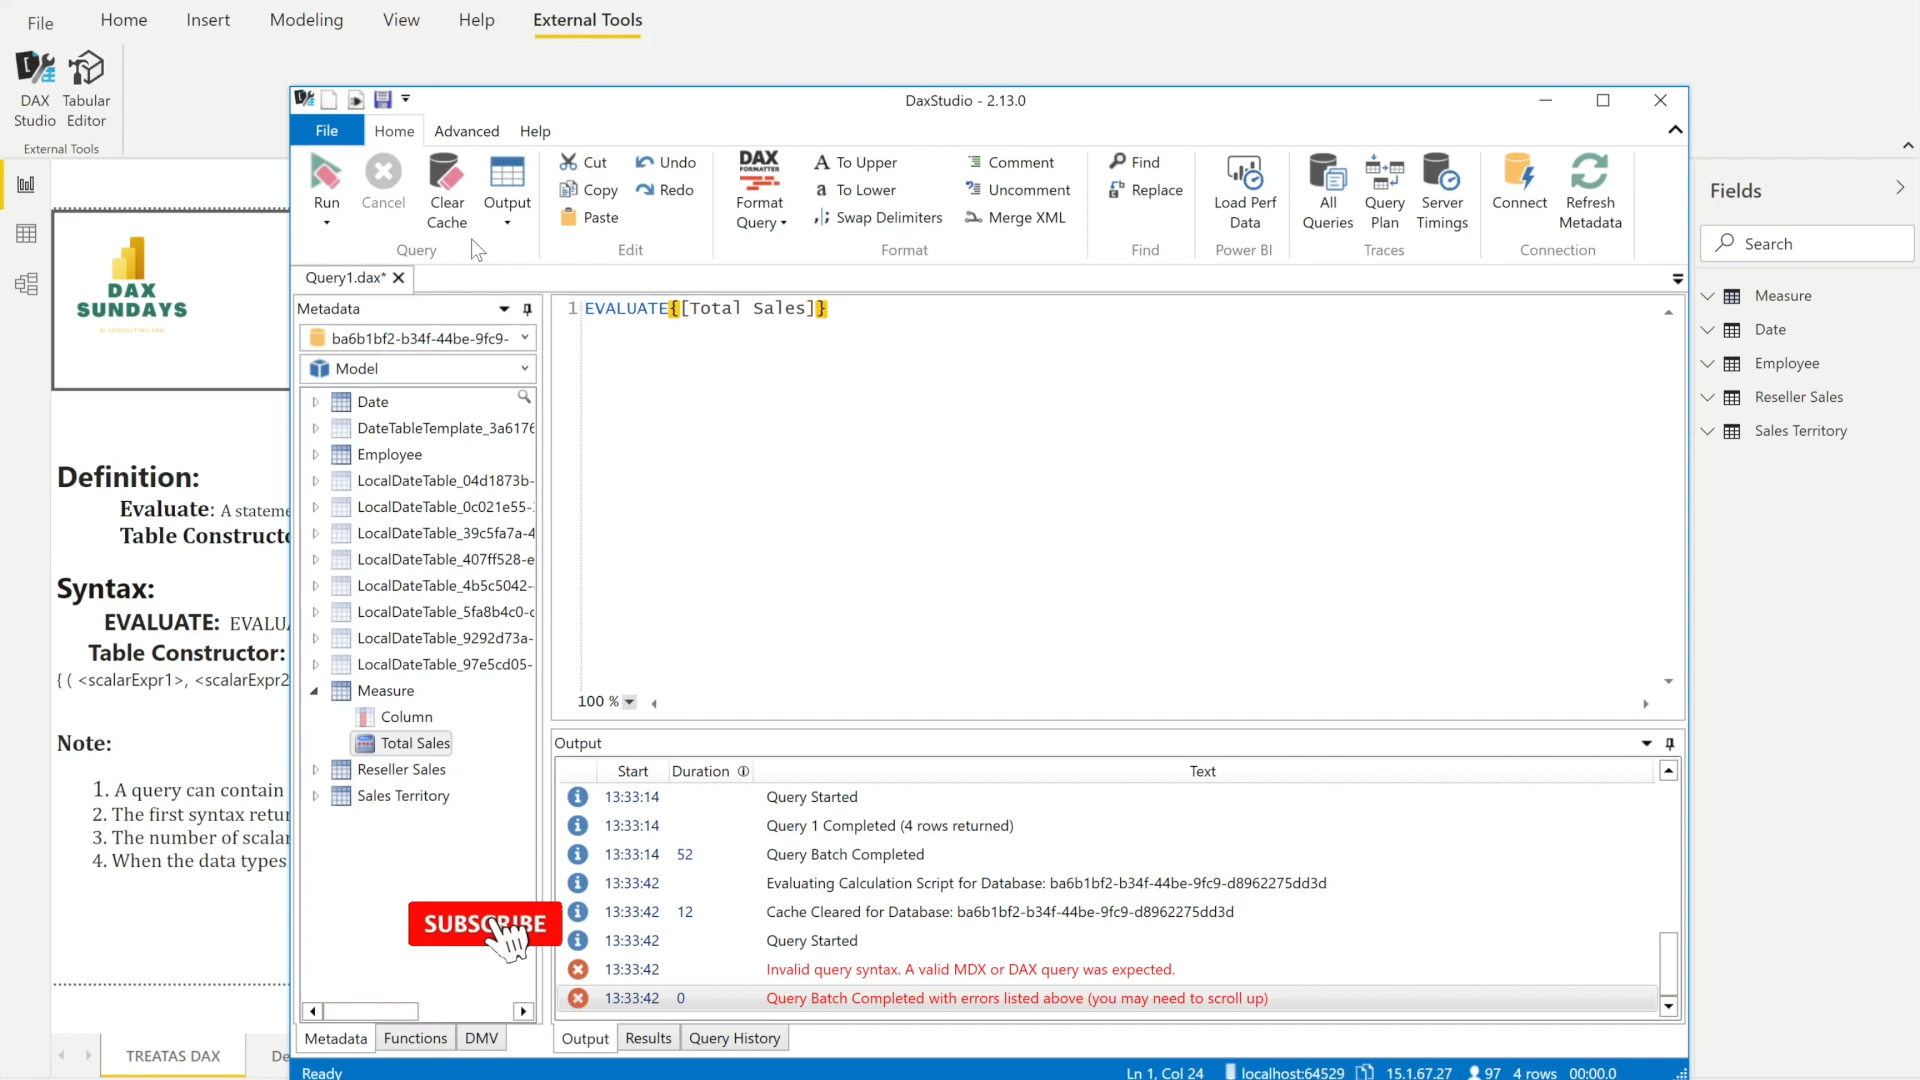 File
Home
Insert
Modeling
View
Help
External Tools
DAX Studio
Tabular Editor
External Tools
DaxStudio - 2.13.0
File
Home
Advanced
Help
Run
Cancel
Clear Cache
Output
Query
Cut
Copy
Paste
Undo
Redo
Edit
DAX FORMATTER
Format Query
To Upper
To Lower
Swap Delimiters
Comment
Uncomment
Merge XML
Format
Find
Replace
Find
Load Perf Data
Power BI
All Queries
Query Plan
Server Timings
Traces
Connect
Refresh Metadata
Connection
Fields
Search
Measure
Date
Employee
Reseller Sales
Sales Territory
DAX
SUNDAYS
BI CONSULTING PRO
Definition:
Evaluate: A stateme
Table Constructo
Syntax:
EVALUATE: EVALUA
Table Constructor:
{ ( <scalarExpr1>, <scalarExpr2
Note:
1. A query can contain
2. The first syntax retur
3. The number of scalar
4. When the data types
Query1.dax*
Metadata
ba6b1bf2-b34f-44be-9fc9-
Model
Date
DateTableTemplate_3a6176
Employee
LocalDateTable_04d1873b-
LocalDateTable_0c021e55-
LocalDateTable_39c5fa7a-4
LocalDateTable_407ff528-e
LocalDateTable_4b5c5042-
LocalDateTable_5fa8b4c0-c
LocalDateTable_9292d73a-
LocalDateTable_97e5cd05-
Measure
Column
Total Sales
Reseller Sales
Sales Territory
SUBSCRIBE
Metadata
Functions
DMV
1 EVALUATE{[Total Sales]}
100 %
Output
Start Duration Text
13:33:14 Query Started
13:33:14 Query 1 Completed (4 rows returned)
13:33:14 52 Query Batch Completed
13:33:42 Evaluating Calculation Script for Database: ba6b1bf2-b34f-44be-9fc9-d8962275dd3d
13:33:42 12 Cache Cleared for Database: ba6b1bf2-b34f-44be-9fc9-d8962275dd3d
13:33:42 Query Started
13:33:42 Invalid query syntax. A valid MDX or DAX query was expected.
13:33:42 0 Query Batch Completed with errors listed above (you may need to scroll up)
Output
Results
Query History
TREATAS DAX
De
Ready
Ln 1, Col 24
localhost:64529
15.1.67.27
97
4 rows
00:00.0